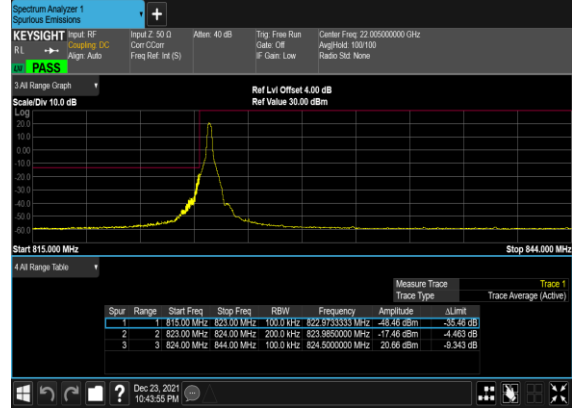 Spectrum Analyzer 1
Spurious Emissions
KEYSIGHT Input: RF Input Z: 50 Ω Atten: 40 dB Trig: Free Run Center Freq: 22.005000000 GHz
RL Coupling: DC Corr CCorr Gate: Off Avg|Hold: 100/100
Align: Auto Freq Ref: Int (S) IF Gain: Low Radio Std: None
PASS
3 All Range Graph
Ref Lvl Offset 4.00 dB
Scale/Div 10.0 dB Ref Value 30.00 dBm
Log
20.0
10.0
0.00
-10.0
-20.0
-30.0
-40.0
-50.0
-60.0
Start 815.000 MHz Stop 844.000 MHz
4 All Range Table
Measure Trace Trace 1
Trace Type Trace Average (Active)
Spur Range Start Freq Stop Freq RBW Frequency Amplitude ΔLimit
1 1 815.00 MHz 823.00 MHz 100.0 kHz 822.9733333 MHz -48.46 dBm -35.46 dB
2 2 823.00 MHz 824.00 MHz 200.0 kHz 823.9850000 MHz -17.46 dBm -4.463 dB
3 3 824.00 MHz 844.00 MHz 100.0 kHz 824.5000000 MHz 20.66 dBm -9.343 dB
Dec 23, 2021
10:43:55 PM